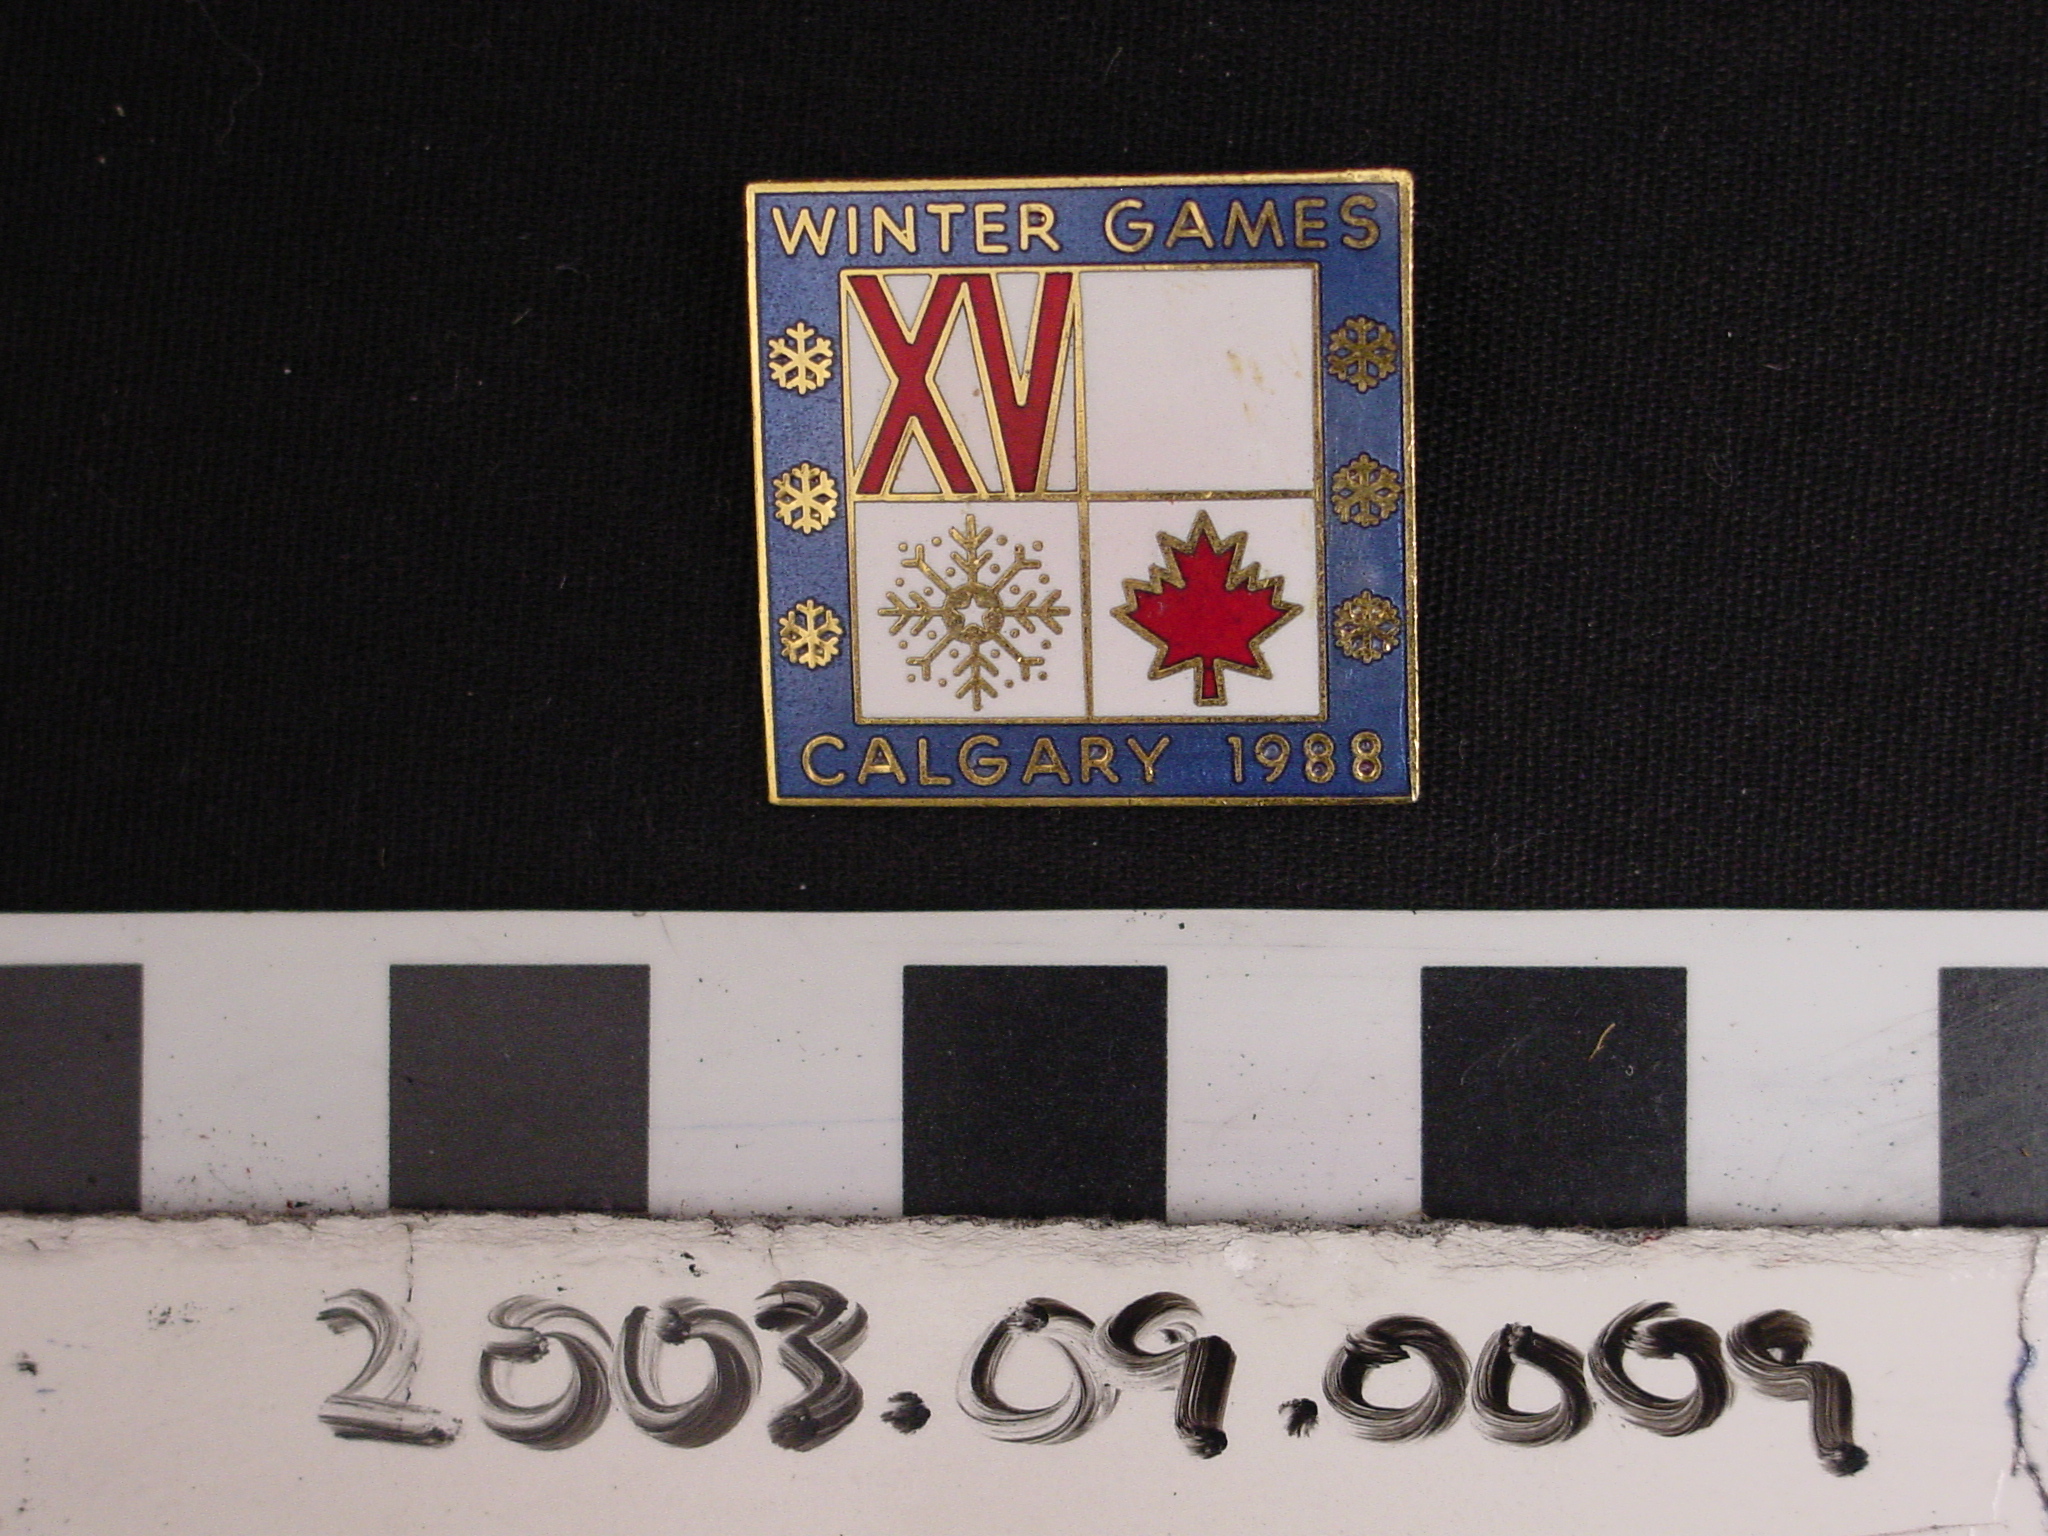 WINTER GAMES
XV
CALGARY 1988
2003.09.0009